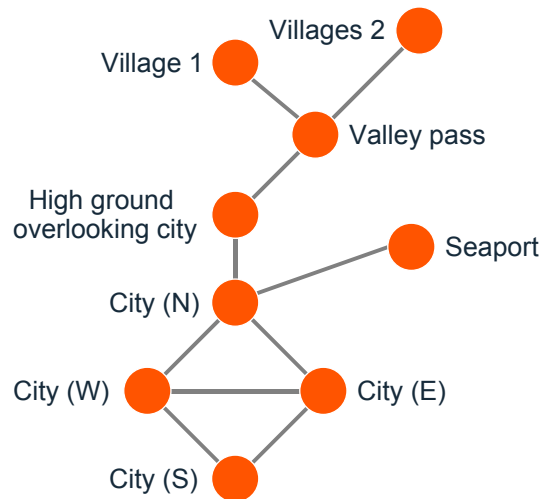 Villages 2
Village 1
Valley pass
High ground
overlooking city
Seaport
City (N)
City (W)
City (E)
City (S)